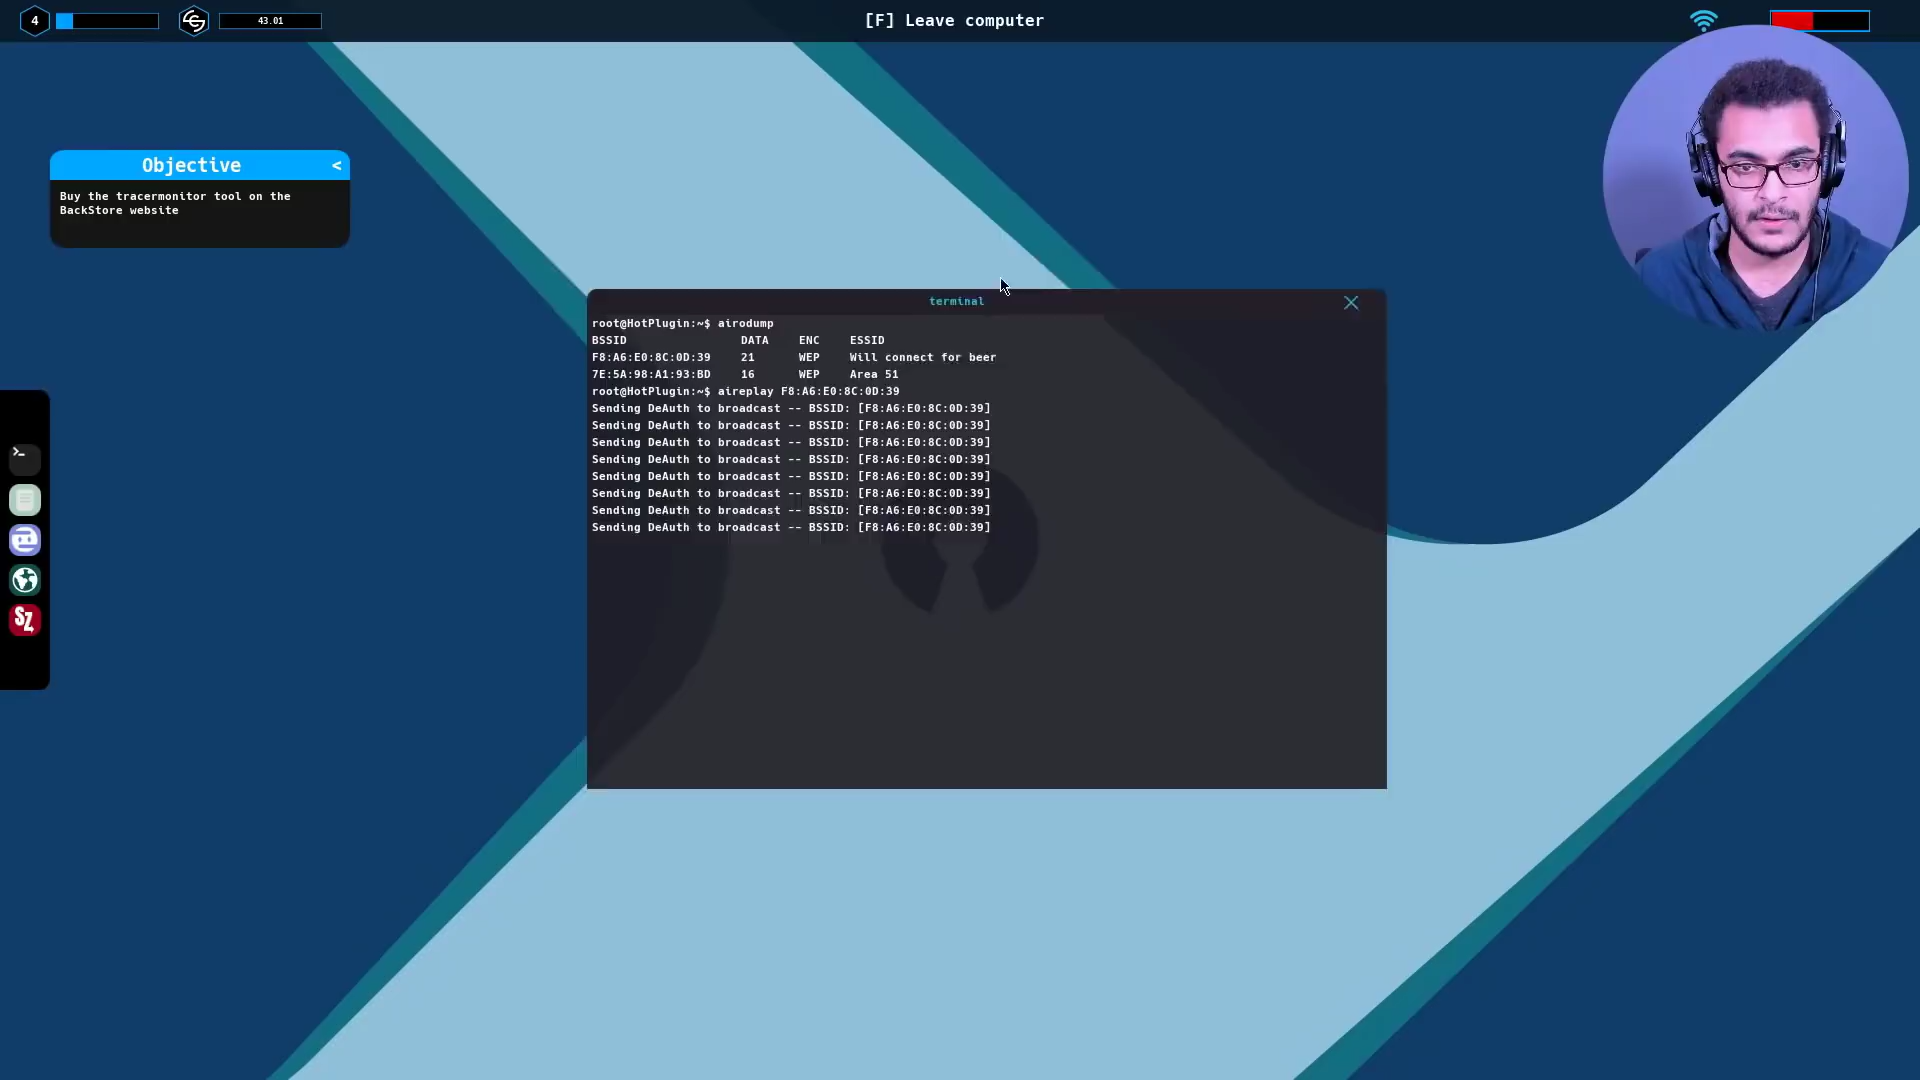 4
43.01
[F] Leave computer
Objective
<
Buy the tracermonitor tool on the
BackStore website
terminal
root@HotPlugin:~$ airodump
BSSID DATA ENC ESSID
F8:A6:E0:8C:0D:39 21 WEP Will connect for beer
7E:5A:98:A1:93:BD 16 WEP Area 51
root@HotPlugin:~$ aireplay F8:A6:E0:8C:0D:39
Sending DeAuth to broadcast -- BSSID: [F8:A6:E0:8C:0D:39]
Sending DeAuth to broadcast -- BSSID: [F8:A6:E0:8C:0D:39]
Sending DeAuth to broadcast -- BSSID: [F8:A6:E0:8C:0D:39]
Sending DeAuth to broadcast -- BSSID: [F8:A6:E0:8C:0D:39]
Sending DeAuth to broadcast -- BSSID: [F8:A6:E0:8C:0D:39]
Sending DeAuth to broadcast -- BSSID: [F8:A6:E0:8C:0D:39]
Sending DeAuth to broadcast -- BSSID: [F8:A6:E0:8C:0D:39]
Sending DeAuth to broadcast -- BSSID: [F8:A6:E0:8C:0D:39]
SZ